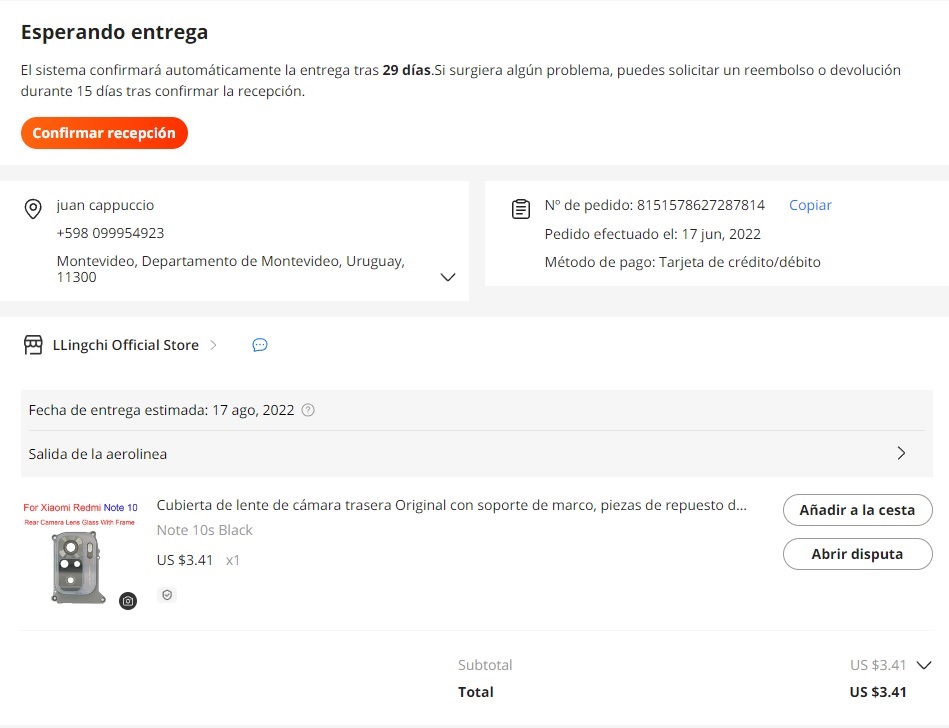 Esperando entrega
El sistema confirmará automáticamente la entrega tras 29 días.Si surgiera algún problema, puedes solicitar un reembolso o devolución
durante 15 días tras confirmar la recepción.
Confirmar recepción
juan cappuccio
+598 099954923
Montevideo, Departamento de Montevideo, Uruguay,
11300
Nº de pedido: 8151578627287814 Copiar
Pedido efectuado el: 17 jun, 2022
Método de pago: Tarjeta de crédito/débito
LLingchi Official Store
Fecha de entrega estimada: 17 ago, 2022
Salida de la aerolinea
For Xiaomi Redmi Note 10
Rear Camera Lens Glass With Frame
Cubierta de lente de cámara trasera Original con soporte de marco, piezas de repuesto d...
Note 10s Black
US $3.41 x1
Añadir a la cesta
Abrir disputa
Subtotal US $3.41
Total US $3.41